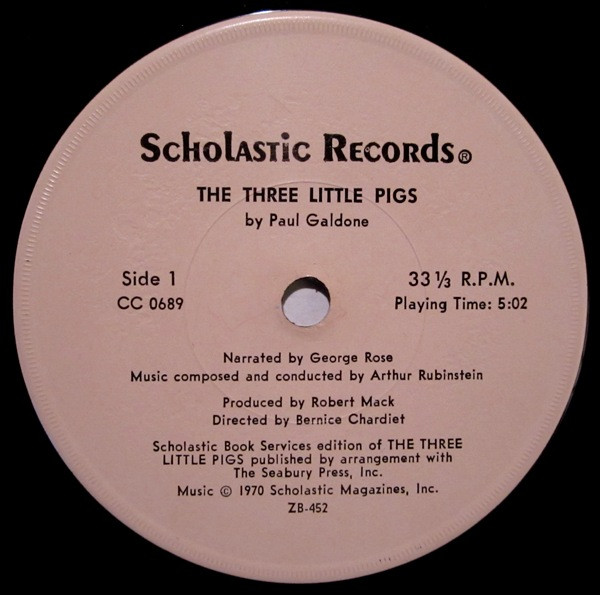 Scholastic Records®
THE THREE LITTLE PIGS
by Paul Galdone
Side 1
CC 0689
33 1/3 R.P.M.
Playing Time: 5:02
Narrated by George Rose
Music composed and conducted by Arthur Rubinstein
Produced by Robert Mack
Directed by Bernice Chardiet
Scholastic Book Services edition of THE THREE
LITTLE PIGS published by arrangement with
The Seabury Press, Inc.
Music © 1970 Scholastic Magazines, Inc.
ZB-452